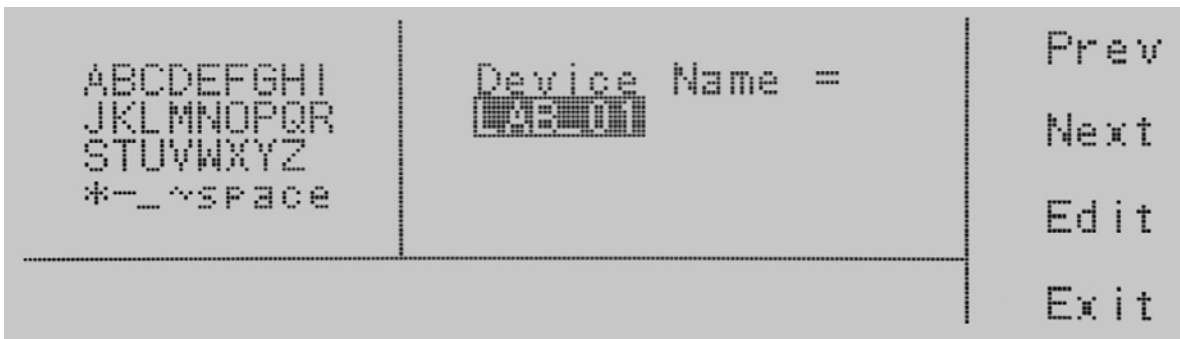 ABCDEFGHI
JKLMNOPQR
STUVWXYZ
*-_~space
Device Name =
LAB_01
Prev
Next
Edit
Exit